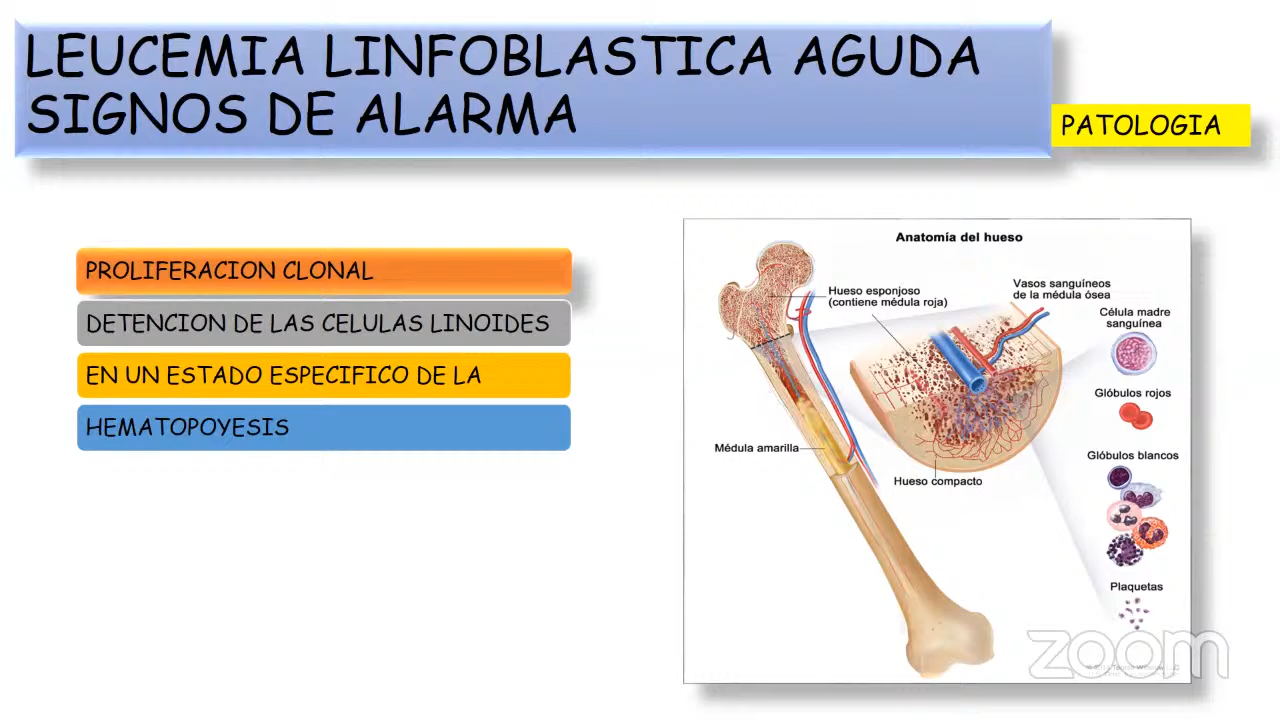 LEUCEMIA LINFOBLASTICA AGUDA
SIGNOS DE ALARMA
PATOLOGIA
PROLIFERACION CLONAL
DETENCION DE LAS CELULAS LINOIDES
EN UN ESTADO ESPECIFICO DE LA
HEMATOPOYESIS
Anatomía del hueso
Hueso esponjoso
(contiene médula roja)
Vasos sanguíneos
de la médula ósea
Célula madre
sanguínea
Glóbulos rojos
Médula amarilla
Glóbulos blancos
Hueso compacto
Plaquetas
zoom